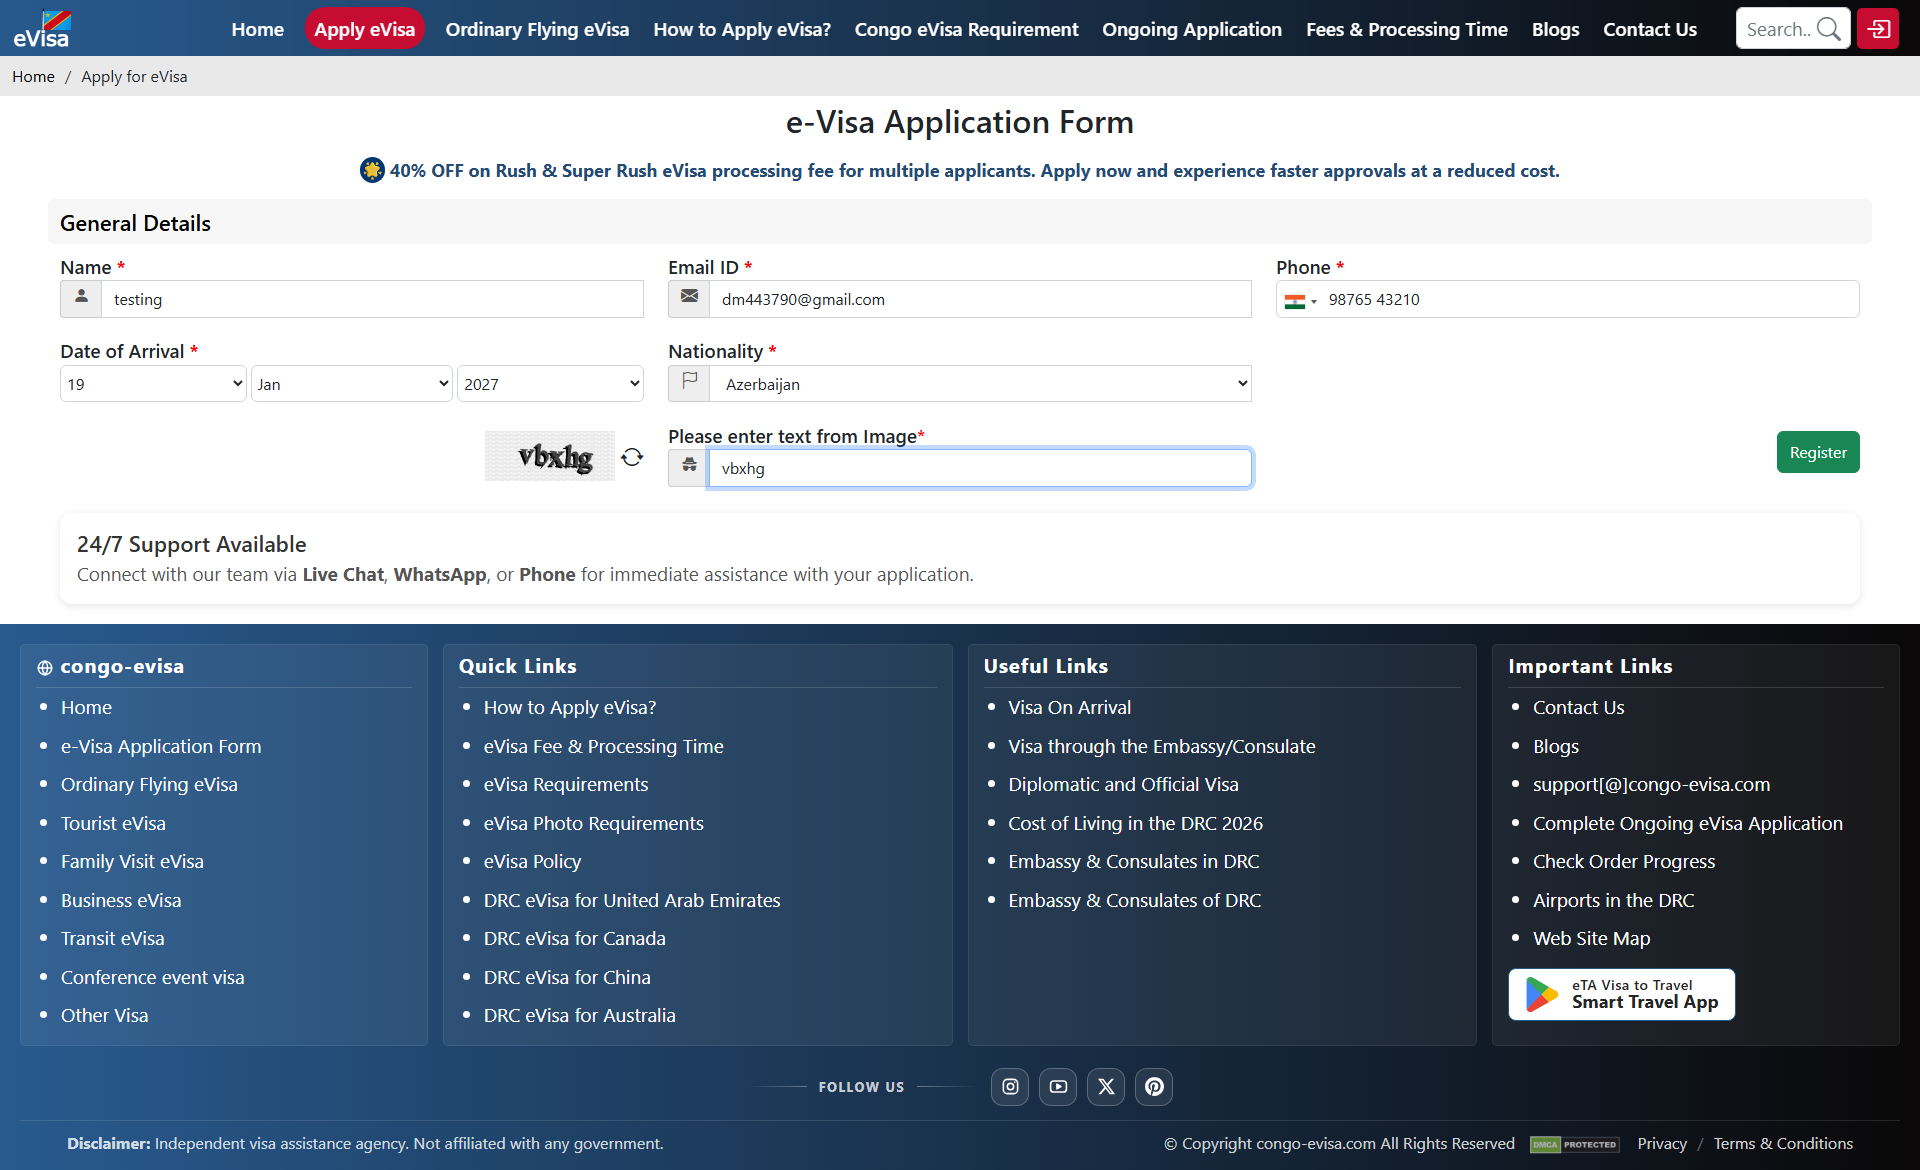 eVisa
Home
Apply eVisa
Ordinary Flying eVisa
How to Apply eVisa?
Congo eVisa Requirement
Ongoing Application
Fees & Processing Time
Blogs
Contact Us
Search..
Home / Apply for eVisa
e-Visa Application Form
40% OFF on Rush & Super Rush eVisa processing fee for multiple applicants. Apply now and experience faster approvals at a reduced cost.
General Details
Name *
testing
Email ID *
dm443790@gmail.com
Phone *
98765 43210
Date of Arrival *
19
Jan
2027
Nationality *
Azerbaijan
vbxhg
Please enter text from Image*
vbxhg
Register
24/7 Support Available
Connect with our team via Live Chat, WhatsApp, or Phone for immediate assistance with your application.
congo-evisa
Home
e-Visa Application Form
Ordinary Flying eVisa
Tourist eVisa
Family Visit eVisa
Business eVisa
Transit eVisa
Conference event visa
Other Visa
Quick Links
How to Apply eVisa?
eVisa Fee & Processing Time
eVisa Requirements
eVisa Photo Requirements
eVisa Policy
DRC eVisa for United Arab Emirates
DRC eVisa for Canada
DRC eVisa for China
DRC eVisa for Australia
Useful Links
Visa On Arrival
Visa through the Embassy/Consulate
Diplomatic and Official Visa
Cost of Living in the DRC 2026
Embassy & Consulates in DRC
Embassy & Consulates of DRC
Important Links
Contact Us
Blogs
support[@]congo-evisa.com
Complete Ongoing eVisa Application
Check Order Progress
Airports in the DRC
Web Site Map
eTA Visa to Travel
Smart Travel App
FOLLOW US
Disclaimer: Independent visa assistance agency. Not affiliated with any government.
© Copyright congo-evisa.com All Rights Reserved
DMCA PROTECTED
Privacy / Terms & Conditions